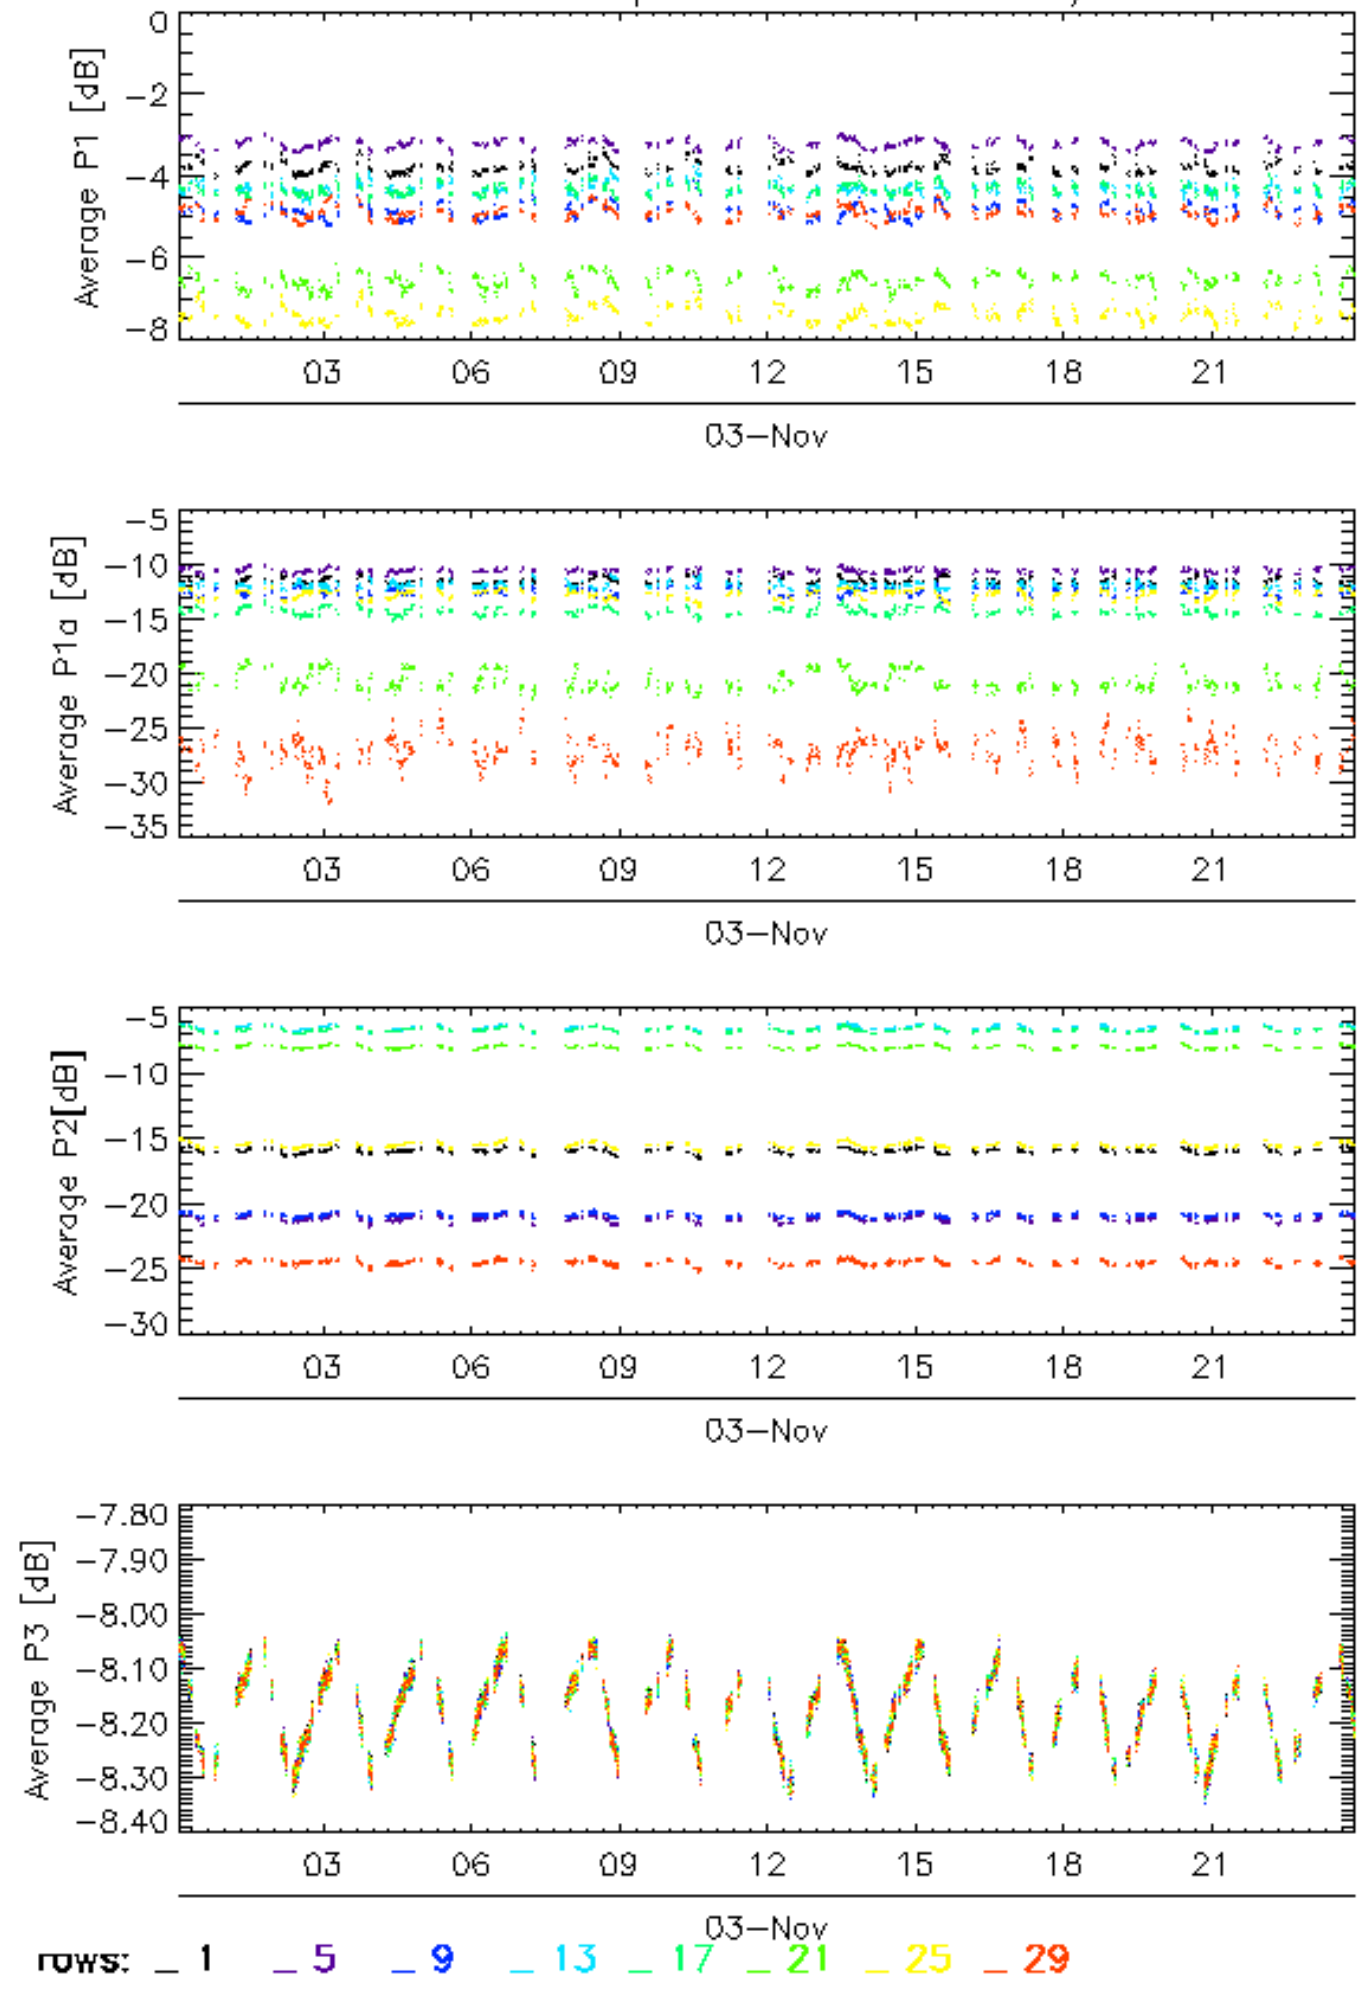 Average P1 [dB]
0
−2
−4
−6
−8
03 06 09 12 15 18 21
03−Nov
Average P1a [dB]
−5
−10
−15
−20
−25
−30
−35
03 06 09 12 15 18 21
03−Nov
Average P2[dB]
−5
−10
−15
−20
−25
−30
03 06 09 12 15 18 21
03−Nov
Average P3 [dB]
−7.80
−7.90
−8.00
−8.10
−8.20
−8.30
−8.40
03 06 09 12 15 18 21
03−Nov
rows: _ 1 _ 5 _ 9 _ 13 _ 17 _ 21 _ 25 _ 29